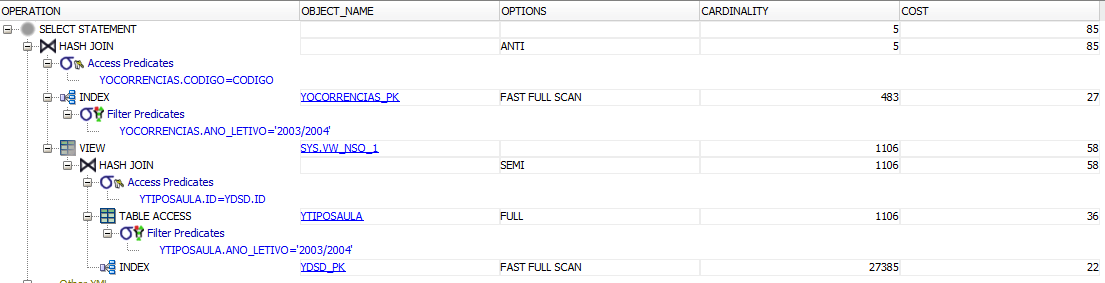 OPERATION OBJECT_NAME OPTIONS CARDINALITY COST
SELECT STATEMENT 5 85
HASH JOIN ANTI 5 85
Access Predicates
YOCORRENCIAS.CODIGO=CODIGO
INDEX YOCORRENCIAS_PK FAST FULL SCAN 483 27
Filter Predicates
YOCORRENCIAS.ANO_LETIVO='2003/2004'
VIEW SYS.VW_NSO_1 1106 58
HASH JOIN SEMI 1106 58
Access Predicates
YTIPOSAULA.ID=YDSD.ID
TABLE ACCESS YTIPOSAULA FULL 1106 36
Filter Predicates
YTIPOSAULA.ANO_LETIVO='2003/2004'
INDEX YDSD_PK FAST FULL SCAN 27385 22
Other XML